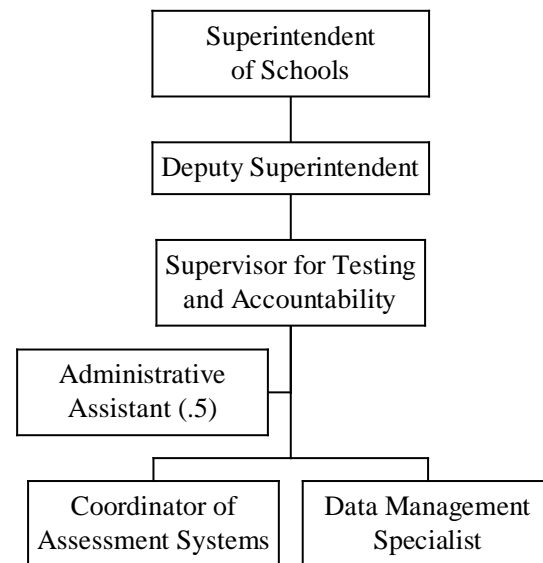 Superintendent
of Schools
Deputy Superintendent
Supervisor for Testing
and Accountability
Administrative
Assistant (.5)
Coordinator of
Assessment Systems
Data Management
Specialist